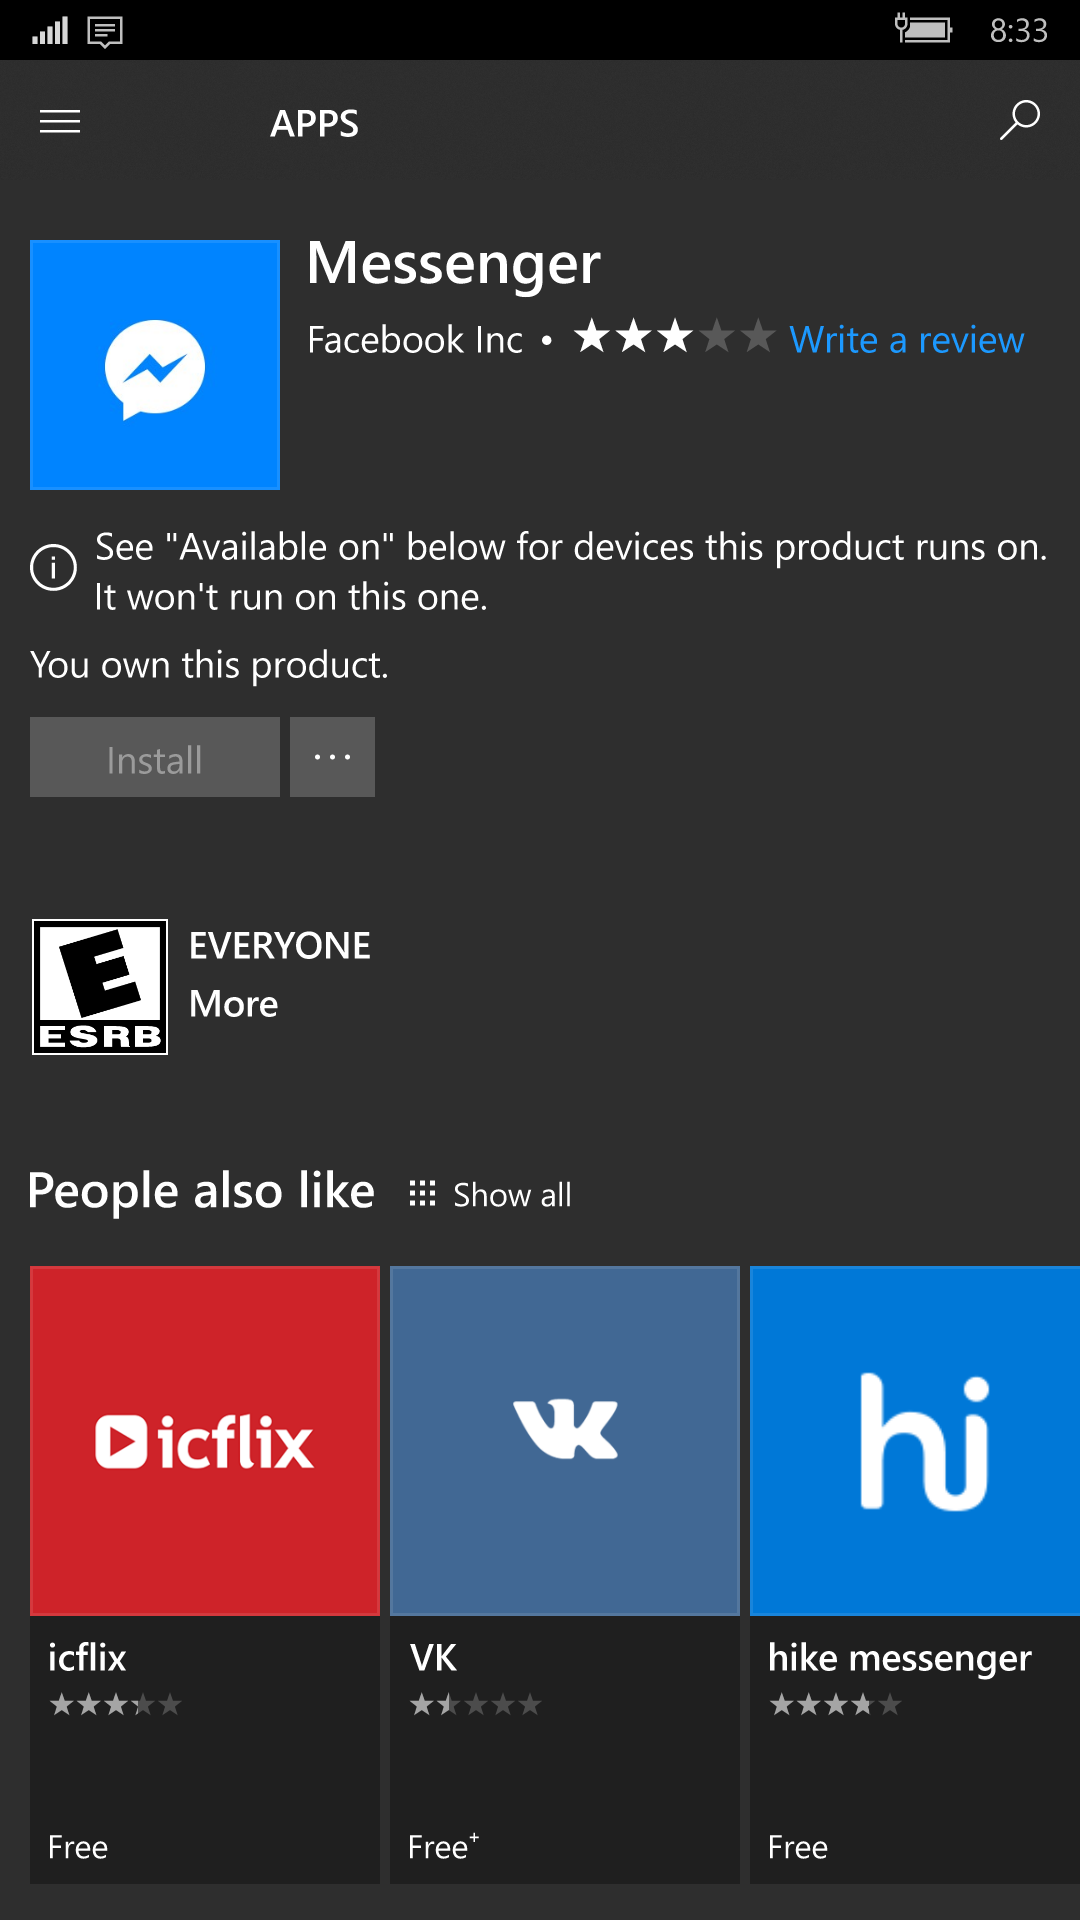 8:33
APPS
Messenger
Facebook Inc • Write a review
See "Available on" below for devices this product runs on.
It won't run on this one.
You own this product.
Install ...
E
ESRB
EVERYONE
More
People also like Show all
icflix
VK
hi
icflix
VK
hike messenger
Free
Free+
Free